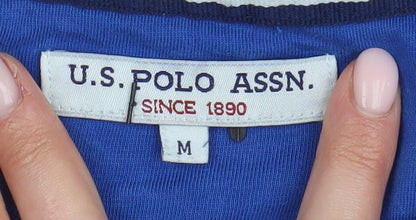 U.S. POLO ASSN.
SINCE 1890
M